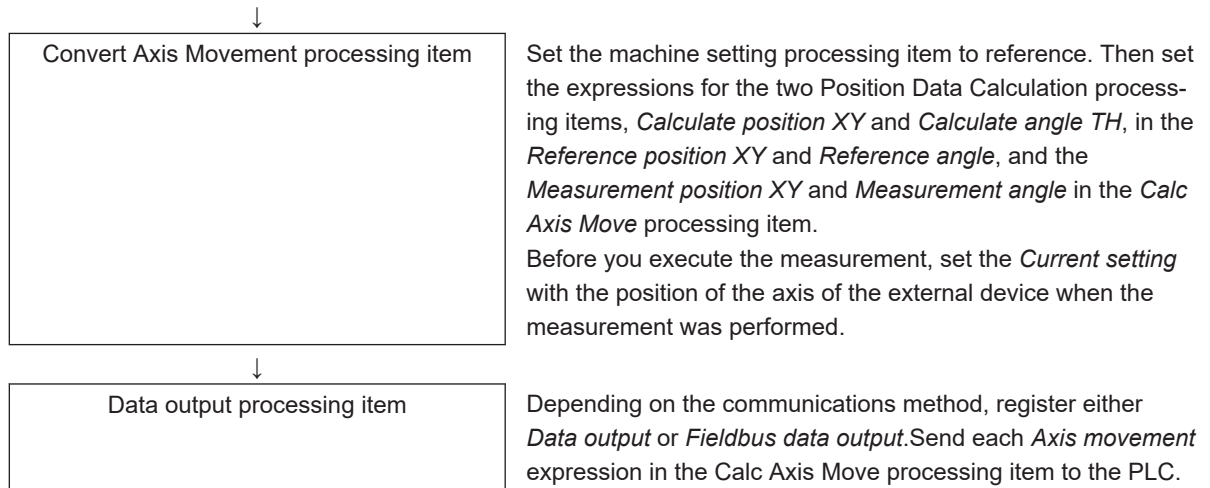 ↓
Convert Axis Movement processing item
Set the machine setting processing item to reference. Then set
the expressions for the two Position Data Calculation process-
ing items, Calculate position XY and Calculate angle TH, in the
Reference position XY and Reference angle, and the
Measurement position XY and Measurement angle in the Calc
Axis Move processing item.
Before you execute the measurement, set the Current setting
with the position of the axis of the external device when the
measurement was performed.
↓
Data output processing item
Depending on the communications method, register either
Data output or Fieldbus data output.Send each Axis movement
expression in the Calc Axis Move processing item to the PLC.